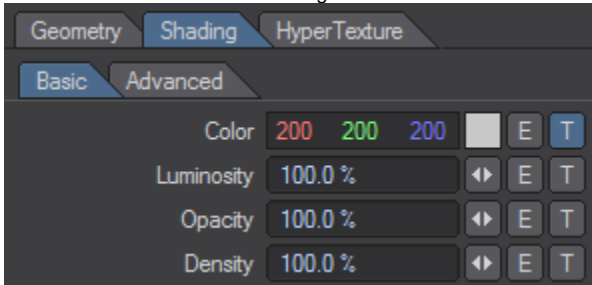 Geometry Shading HyperTexture
Basic Advanced
Color 200 200 200 E T
Luminosity 100.0 % E T
Opacity 100.0 % E T
Density 100.0 % E T